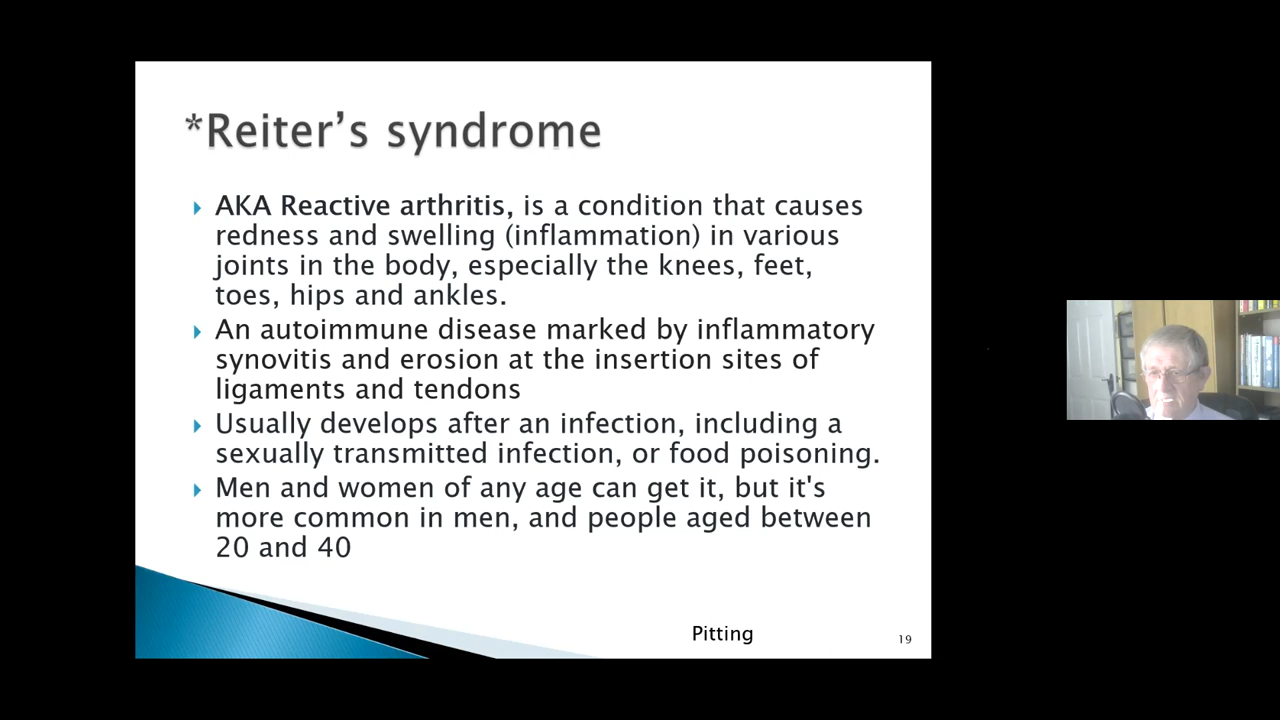 *Reiter’s syndrome
AKA Reactive arthritis, is a condition that causes
redness and swelling (inflammation) in various
joints in the body, especially the knees, feet,
toes, hips and ankles.
An autoimmune disease marked by inflammatory
synovitis and erosion at the insertion sites of
ligaments and tendons
Usually develops after an infection, including a
sexually transmitted infection, or food poisoning.
Men and women of any age can get it, but it's
more common in men, and people aged between
20 and 40
Pitting
19